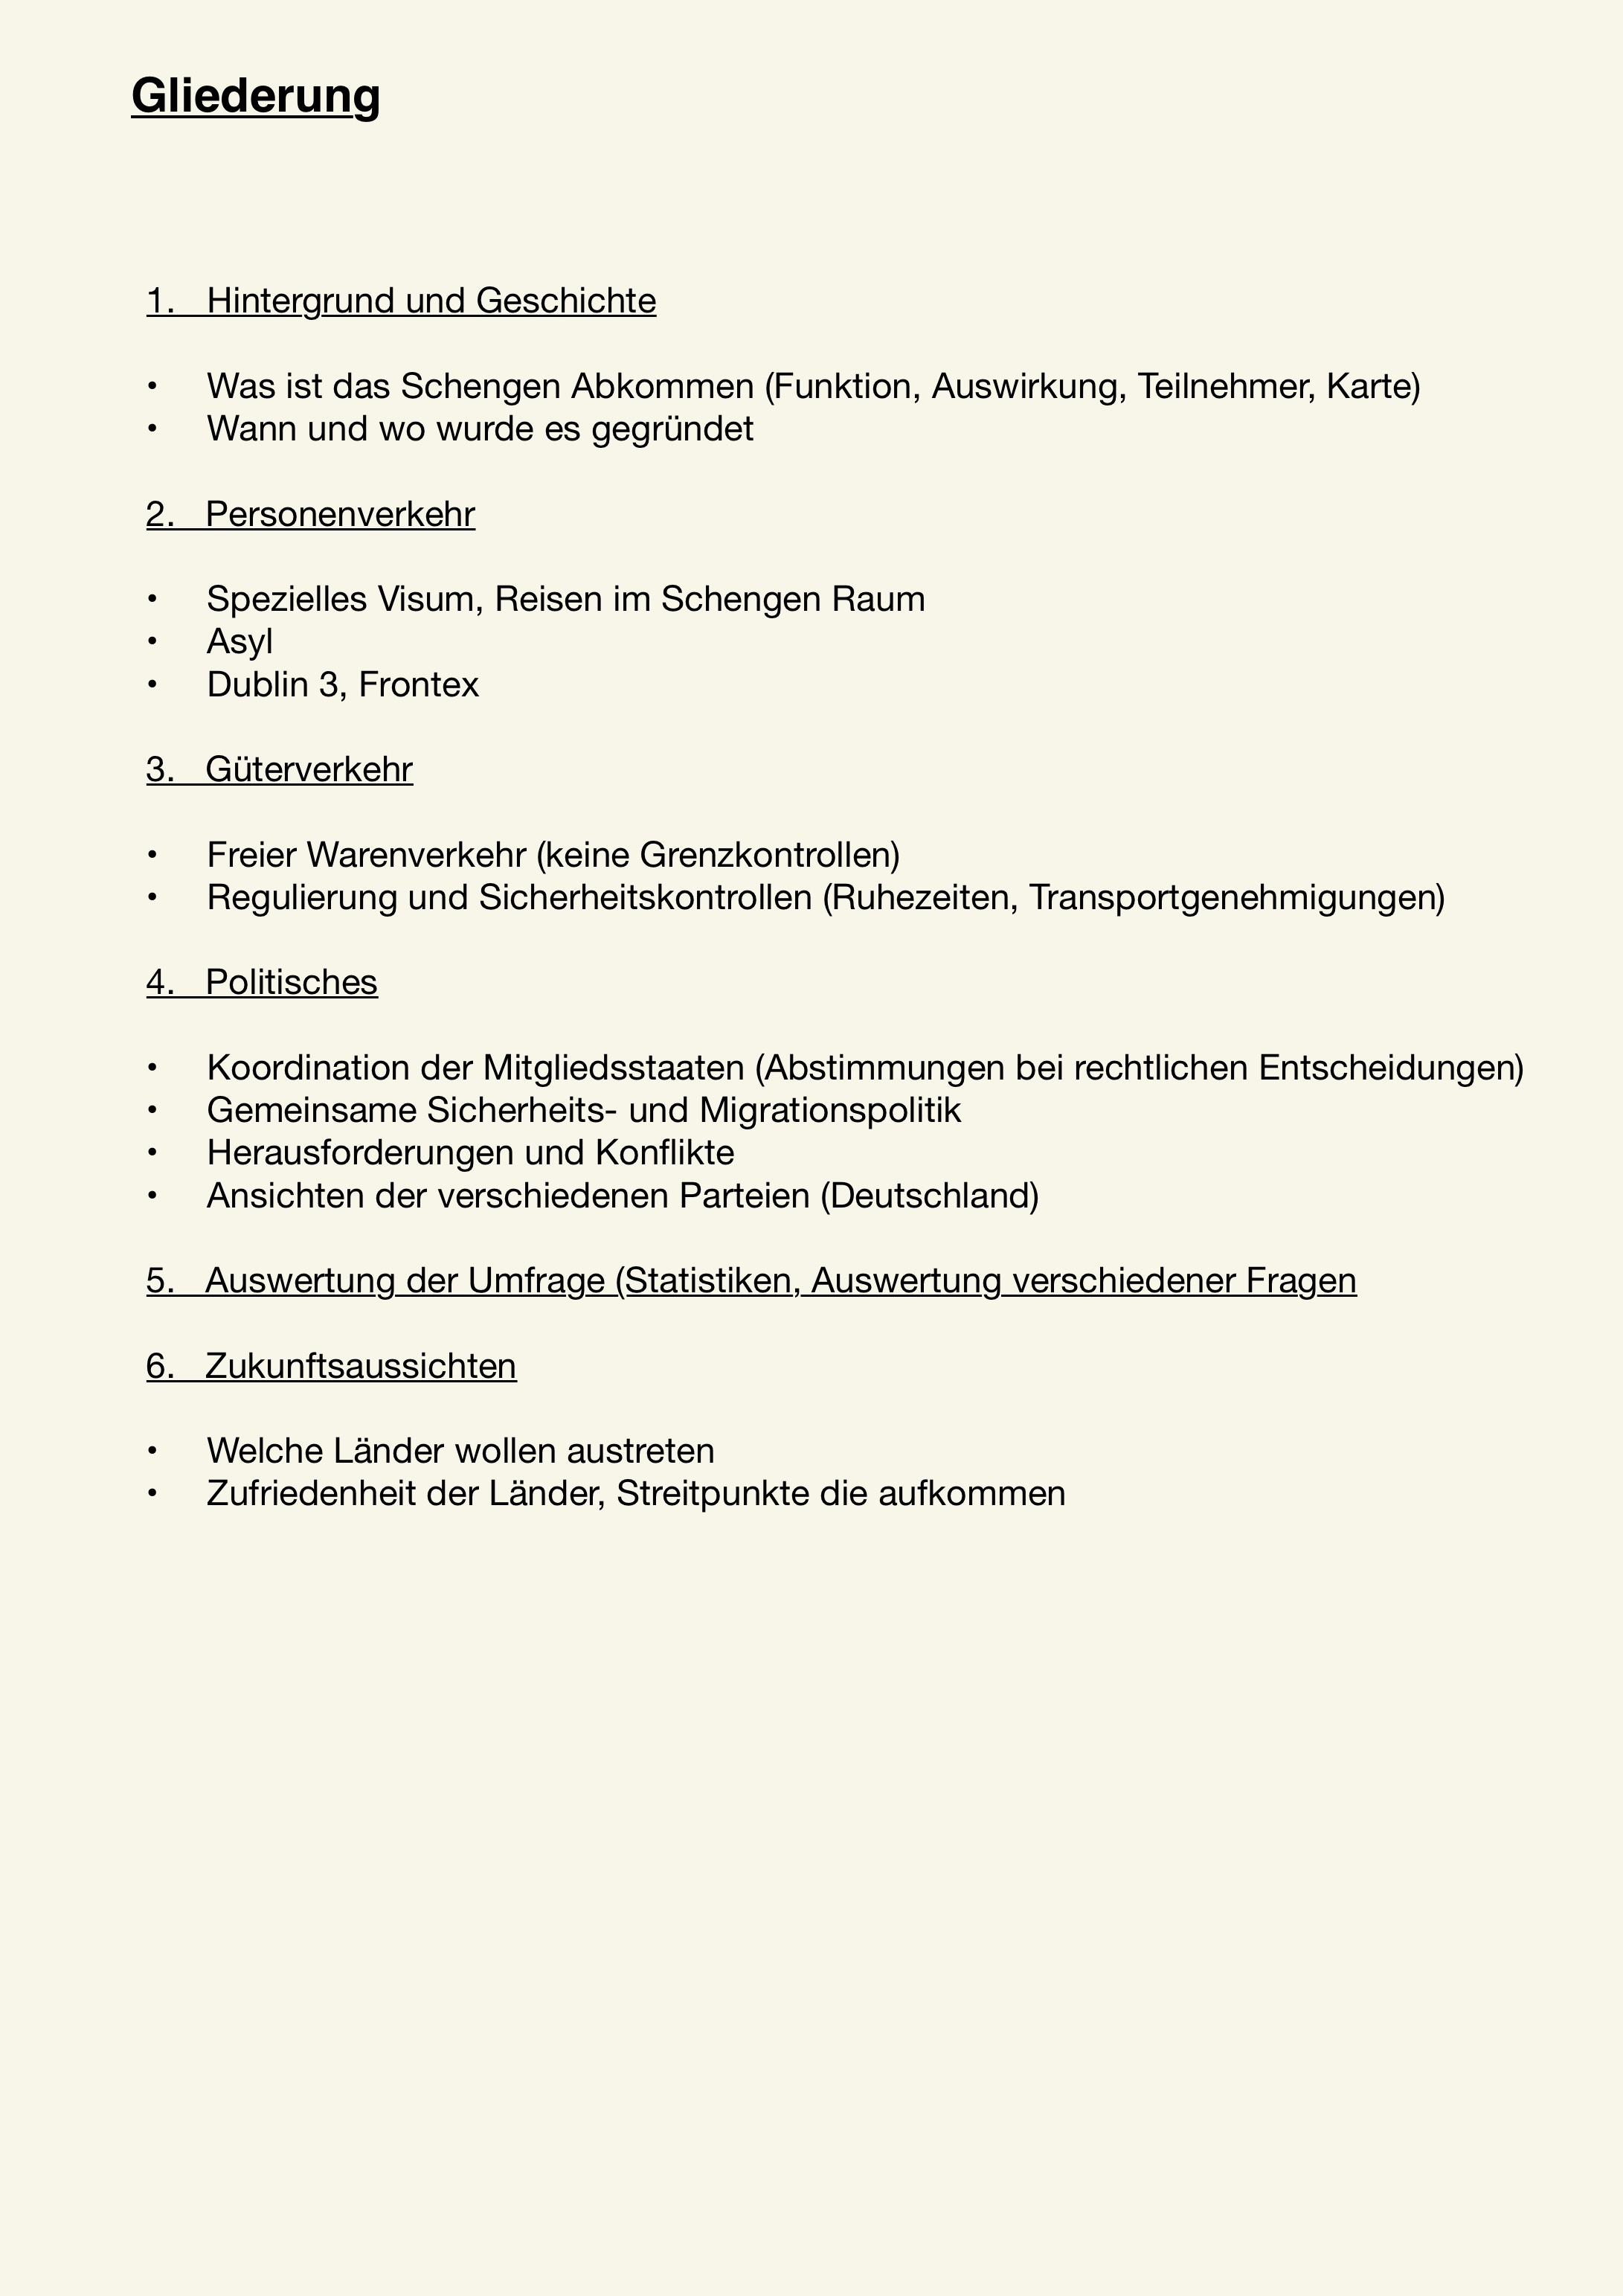 Gliederung
1. Hintergrund und Geschichte
• Was ist das Schengen Abkommen (Funktion, Auswirkung, Teilnehmer, Karte)
• Wann und wo wurde es gegründet
2. Personenverkehr
• Spezielles Visum, Reisen im Schengen Raum
• Asyl
• Dublin 3, Frontex
3. Güterverkehr
• Freier Warenverkehr (keine Grenzkontrollen)
• Regulierung und Sicherheitskontrollen (Ruhezeiten, Transportgenehmigungen)
4. Politisches
• Koordination der Mitgliedsstaaten (Abstimmungen bei rechtlichen Entscheidungen)
• Gemeinsame Sicherheits- und Migrationspolitik
• Herausforderungen und Konflikte
• Ansichten der verschiedenen Parteien (Deutschland)
5. Auswertung der Umfrage (Statistiken, Auswertung verschiedener Fragen
6. Zukunftsaussichten
• Welche Länder wollen austreten
• Zufriedenheit der Länder, Streitpunkte die aufkommen